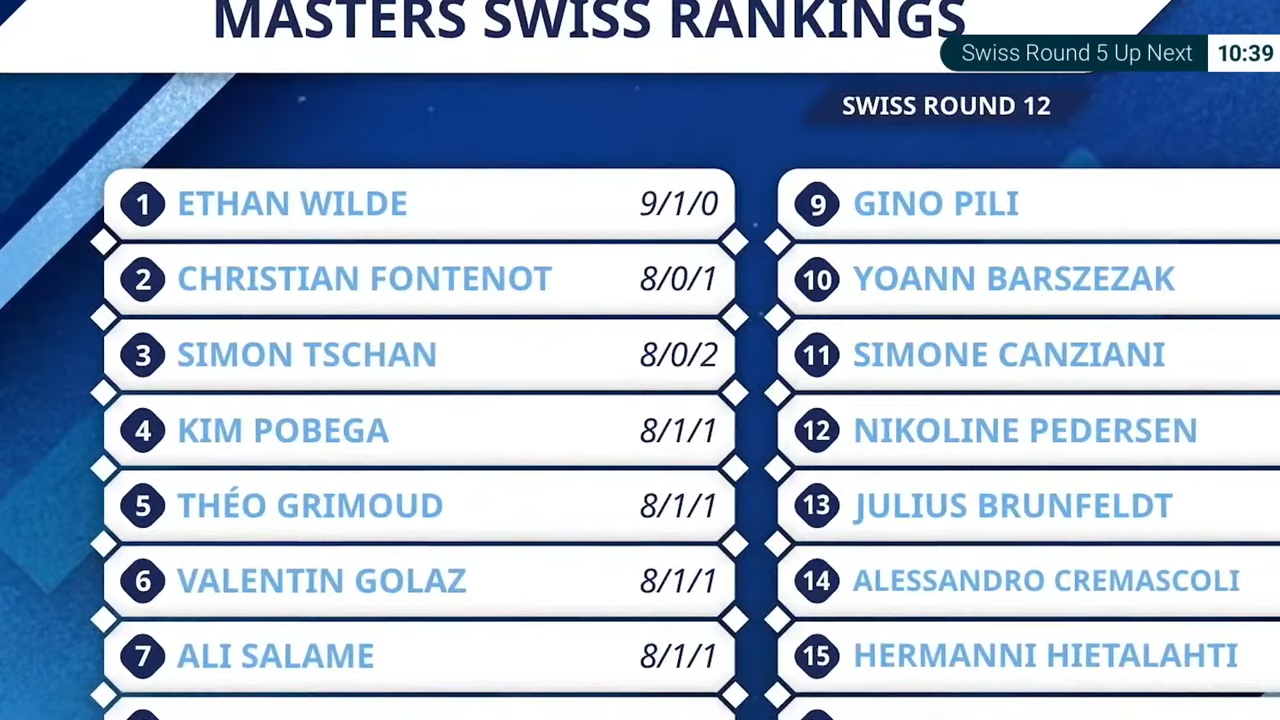 MASTERS SWISS RANKINGS
Swiss Round 5 Up Next 10:39
SWISS ROUND 12
1 ETHAN WILDE 9/1/0
2 CHRISTIAN FONTENOT 8/0/1
3 SIMON TSCHAN 8/0/2
4 KIM POBEGA 8/1/1
5 THÉO GRIMOUD 8/1/1
6 VALENTIN GOLAZ 8/1/1
7 ALI SALAME 8/1/1
9 GINO PILI
10 YOANN BARSZEZAK
11 SIMONE CANZIANI
12 NIKOLINE PEDERSEN
13 JULIUS BRUNFELDT
14 ALESSANDRO CREMASCOLI
15 HERMANNI HIETALAHTI